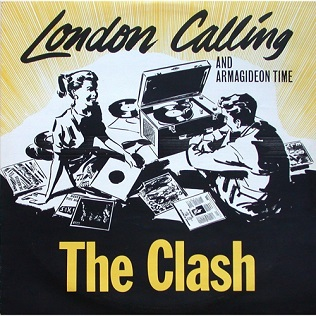 London Calling
AND
ARMAGIDEON TIME
The Clash